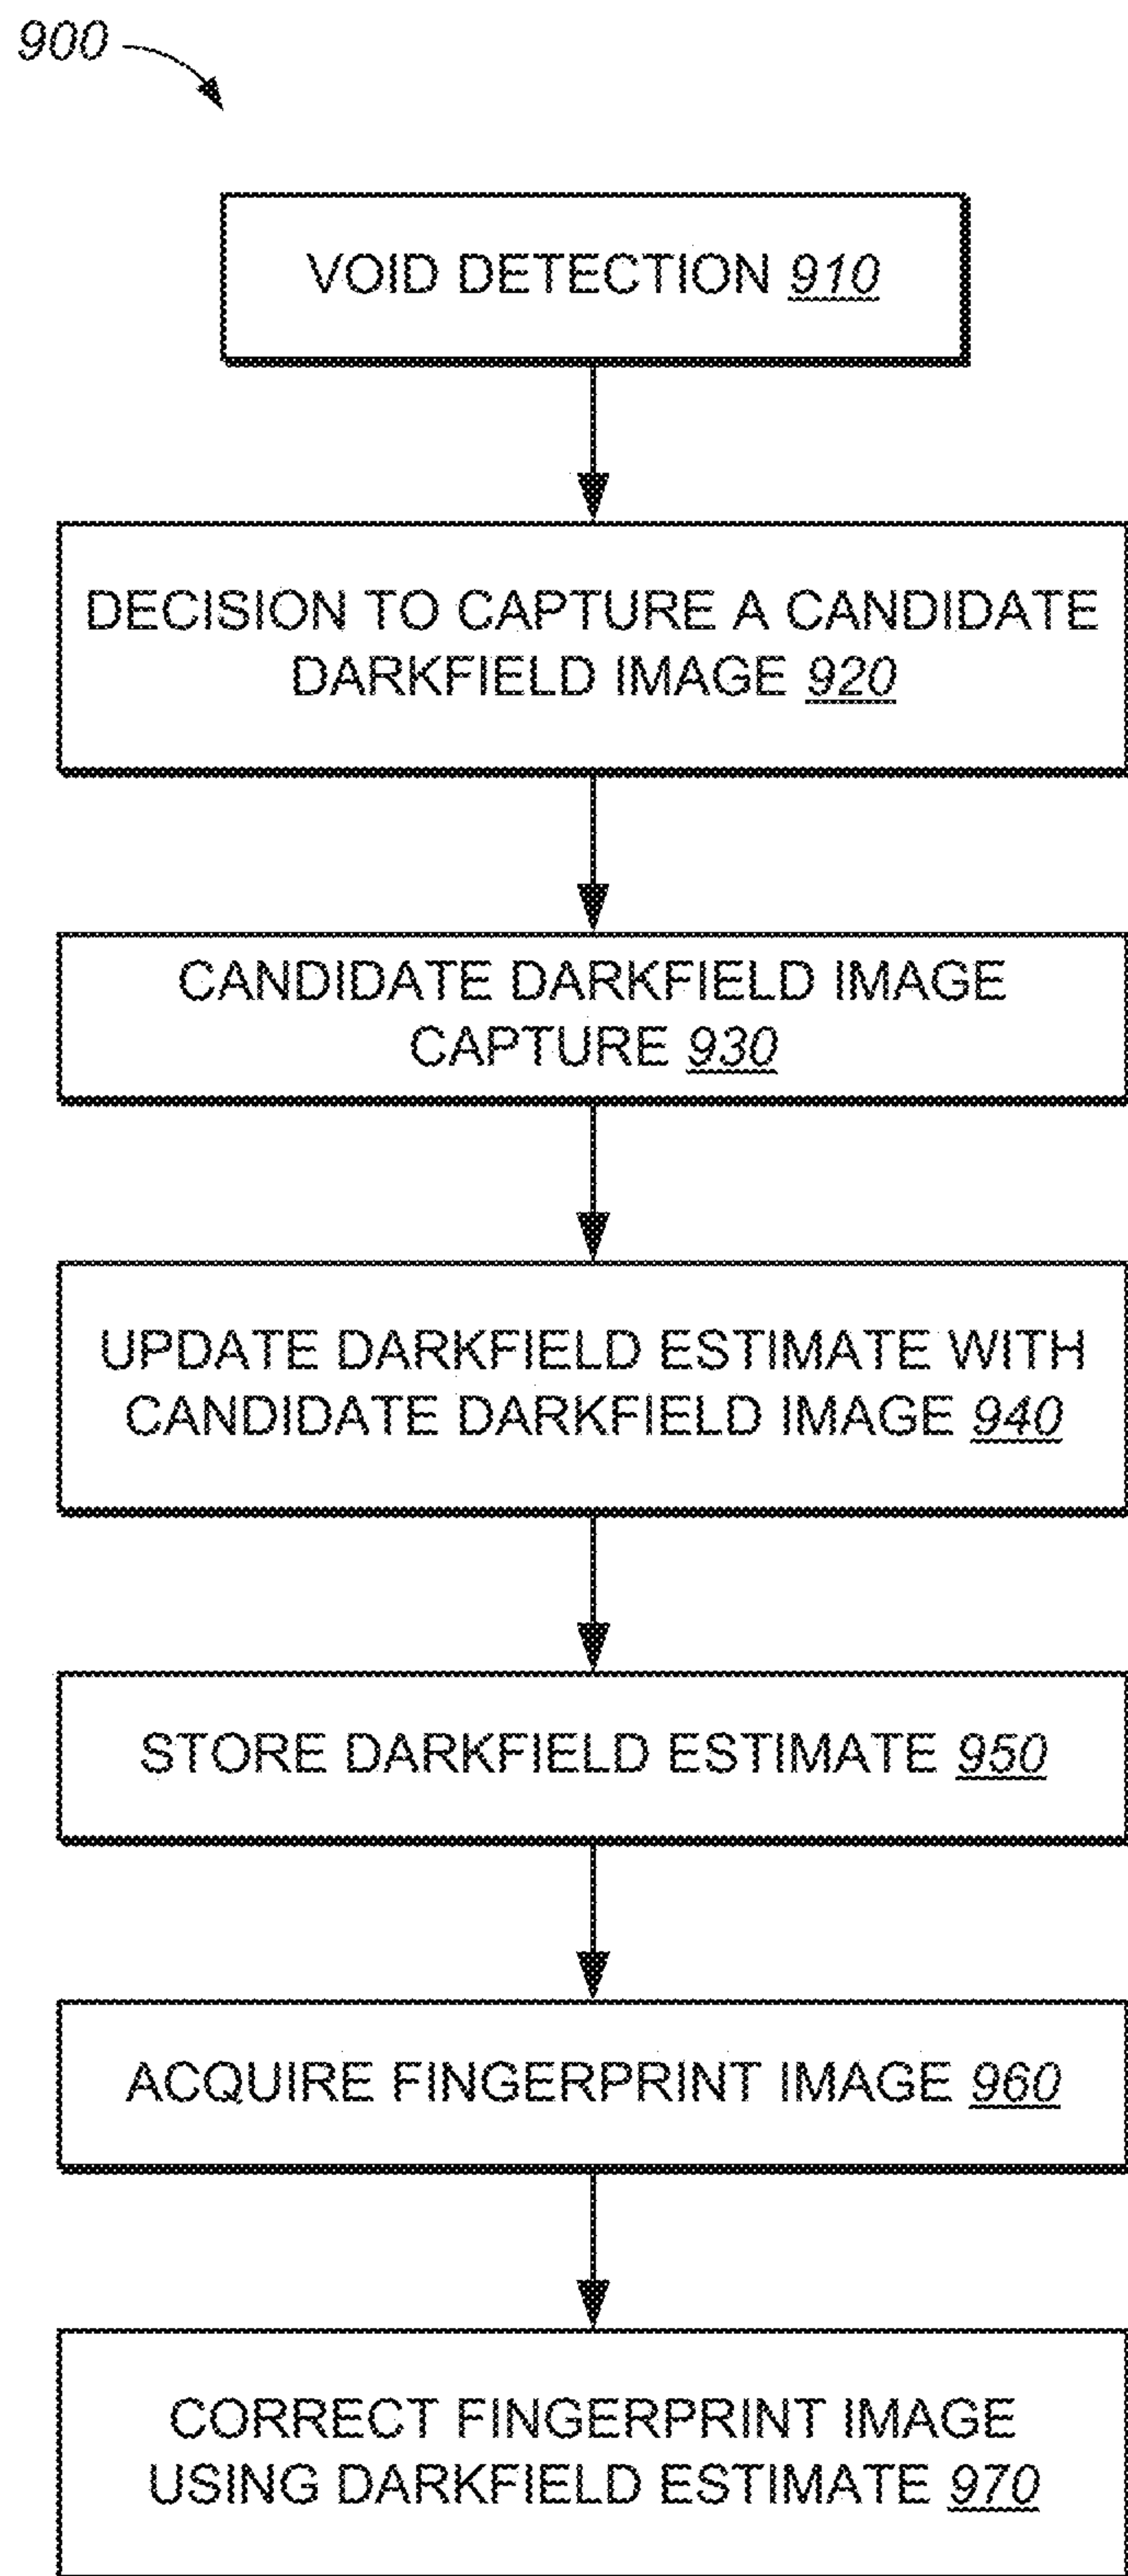 900
VOID DETECTION 910
DECISION TO CAPTURE A CANDIDATE
DARKFIELD IMAGE 920
CANDIDATE DARKFIELD IMAGE
CAPTURE 930
UPDATE DARKFIELD ESTIMATE WITH
CANDIDATE DARKFIELD IMAGE 940
STORE DARKFIELD ESTIMATE 950
ACQUIRE FINGERPRINT IMAGE 960
CORRECT FINGERPRINT IMAGE
USING DARKFIELD ESTIMATE 970